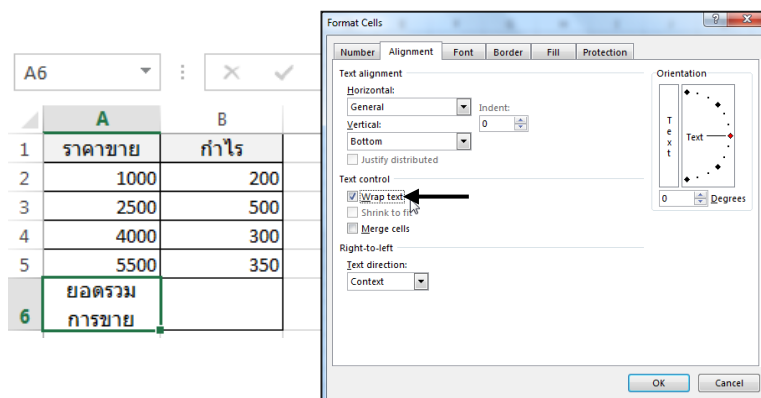 A6
A B
1 ราคาขาย กำไร
2 1000 200
3 2500 500
4 4000 300
5 5500 350
6 ยอดรวม
การขาย
Format Cells
Number Alignment Font Border Fill Protection
Text alignment
Horizontal:
General
Indent:
0
Vertical:
Bottom
Justify distributed
Text control
Wrap text
Shrink to fit
Merge cells
Right-to-left
Text direction:
Context
Orientation
Text
Text
0 Degrees
OK Cancel